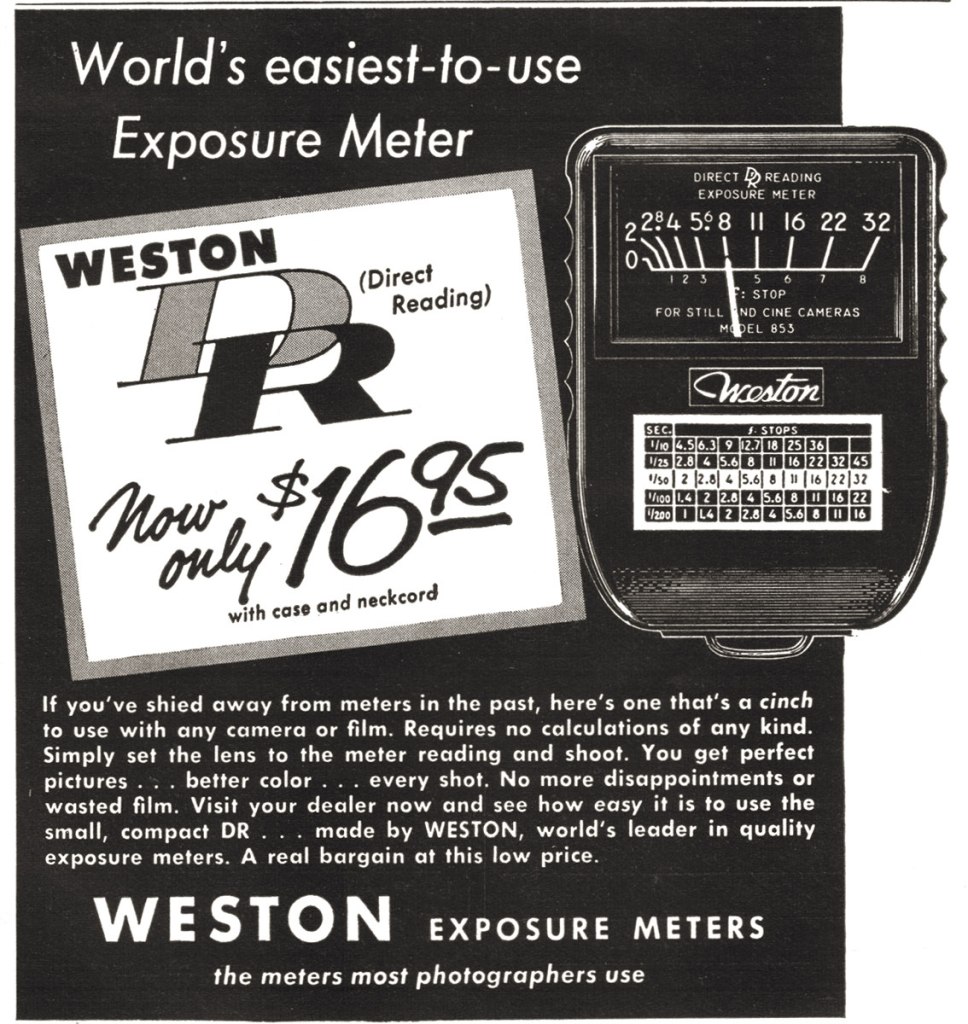 World's easiest-to-use
Exposure Meter
WESTON
DR
(Direct
Reading)
Now
only $16 95
with case and neckcord
DIRECT DR READING
EXPOSURE METER
2 2.8 4 5.6 8 11 16 22 32
0 1 2 3 5 6 7 8
F: STOP
FOR STILL AND CINE CAMERAS
MODEL 853
Weston
SEC. f. STOPS
1/10 4.5 6.3 9 12.7 18 25 36
1/25 2.8 4 5.6 8 11 16 22 32 45
1/50 2 2.8 4 5.6 8 11 16 22 32
1/100 1.4 2 2.8 4 5.6 8 11 16 22
1/200 1 1.4 2 2.8 4 5.6 8 11 16
If you've shied away from meters in the past, here's one that's a cinch
to use with any camera or film. Requires no calculations of any kind.
Simply set the lens to the meter reading and shoot. You get perfect
pictures . . . better color . . . every shot. No more disappointments or
wasted film. Visit your dealer now and see how easy it is to use the
small, compact DR . . . made by WESTON, world's leader in quality
exposure meters. A real bargain at this low price.
WESTON EXPOSURE METERS
the meters most photographers use